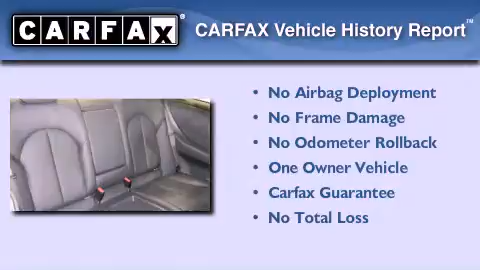 CARFAX® CARFAX Vehicle History Report™
• No Airbag Deployment
• No Frame Damage
• No Odometer Rollback
• One Owner Vehicle
• Carfax Guarantee
• No Total Loss